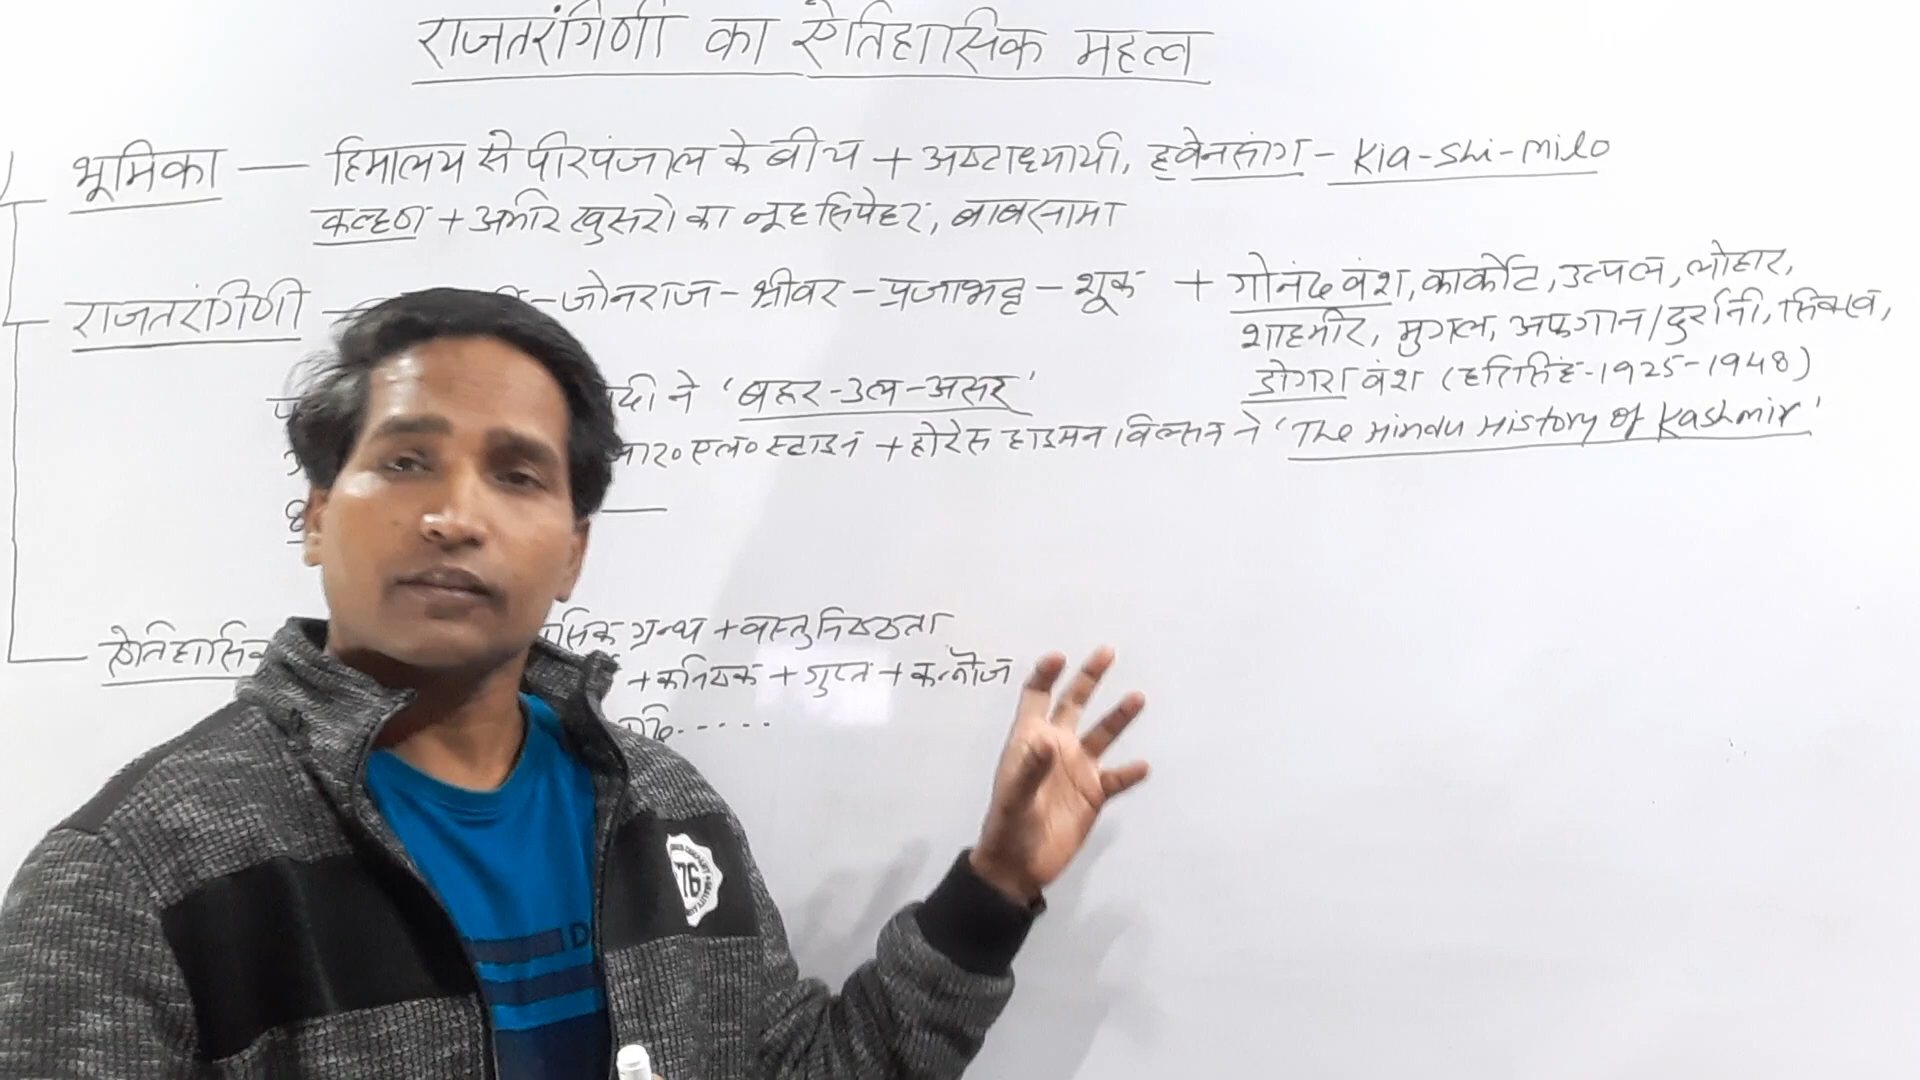 राजतरंगिणी का ऐतिहासिक महत्व
भूमिका — हिमालय से पीरपंजाल के बीच + अष्टाध्यायी, ह्वेनसांग - Kia-Shi-Milo
कल्हण + अमीर खुसरो का नूह सिपेहर, बाबरनामा
राजतरंगिणी — - जोनराज - श्रीवर - प्रजाभट्ट - शूक + गोनंद वंश, कार्कोट, उत्पल, लोहार,
शाहमीर, मुगल, अफगान/दुर्रानी, सिक्ख,
डोगरा वंश (हरिसिंह-1925-1948)
ने 'बहर-उल-असर'
आर० एल० स्टाइन + होरेस हाइमन विल्सन ने 'The Hindu History of Kashmir'
ऐतिहासिक ग्रन्थ + वस्तुनिष्ठता
+ कनिष्क + गुप्त + कन्नौज
76